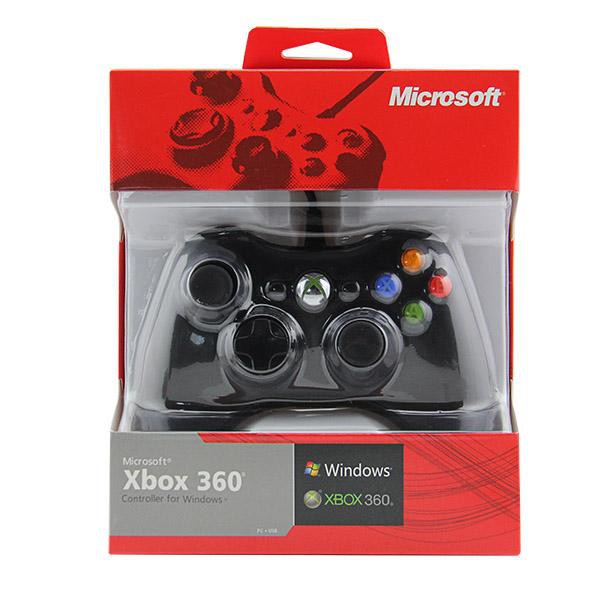 Microsoft®
Microsoft®
Xbox 360®
Controller for Windows®
PC • USB
Windows®
XBOX 360®